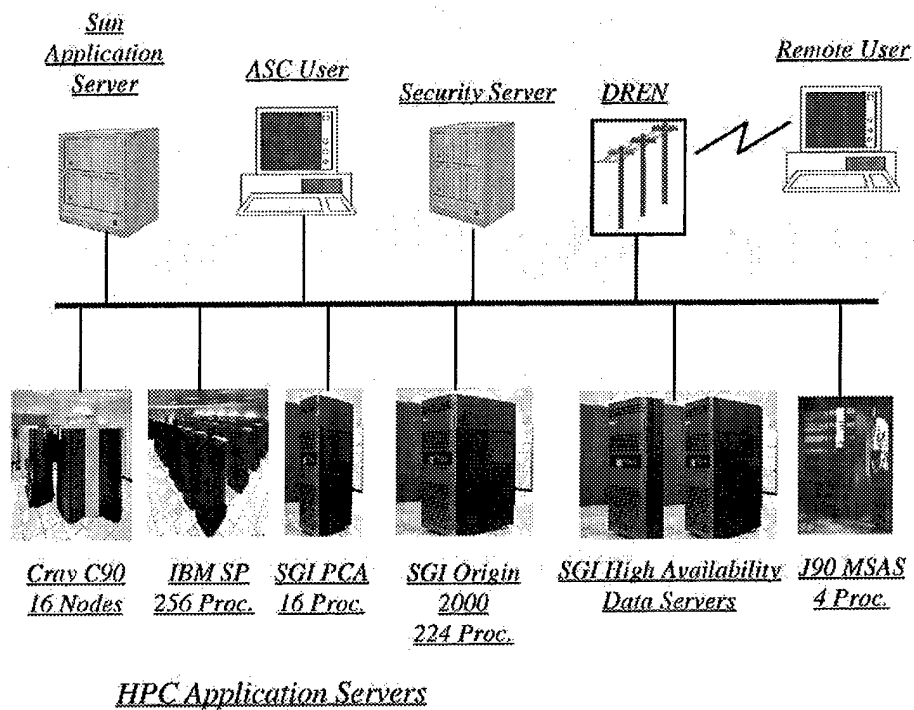 Sun
Application
Server
ASC User
Security Server
DREN
Remote User
Cray C90
16 Nodes
IBM SP
256 Proc.
SGI PCA
16 Proc.
SGI Origin
2000
224 Proc.
SGI High Availability
Data Servers
J90 MSAS
4 Proc.
HPC Application Servers